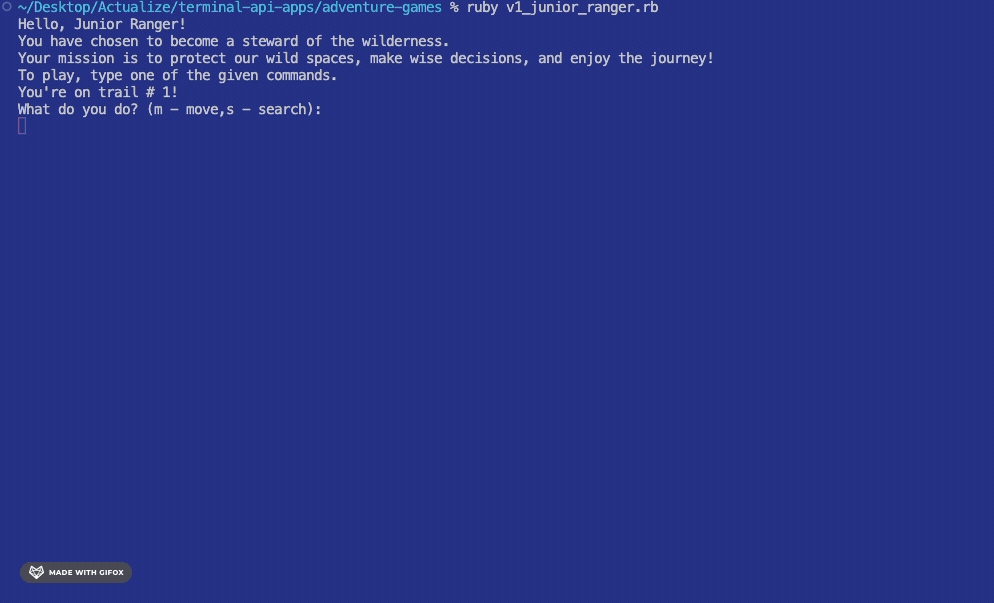 ~/Desktop/Actualize/terminal-api-apps/adventure-games % ruby v1_junior_ranger.rb
Hello, Junior Ranger!
You have chosen to become a steward of the wilderness.
Your mission is to protect our wild spaces, make wise decisions, and enjoy the journey!
To play, type one of the given commands.
You're on trail # 1!
What do you do? (m - move,s - search):
MADE WITH GIFOX